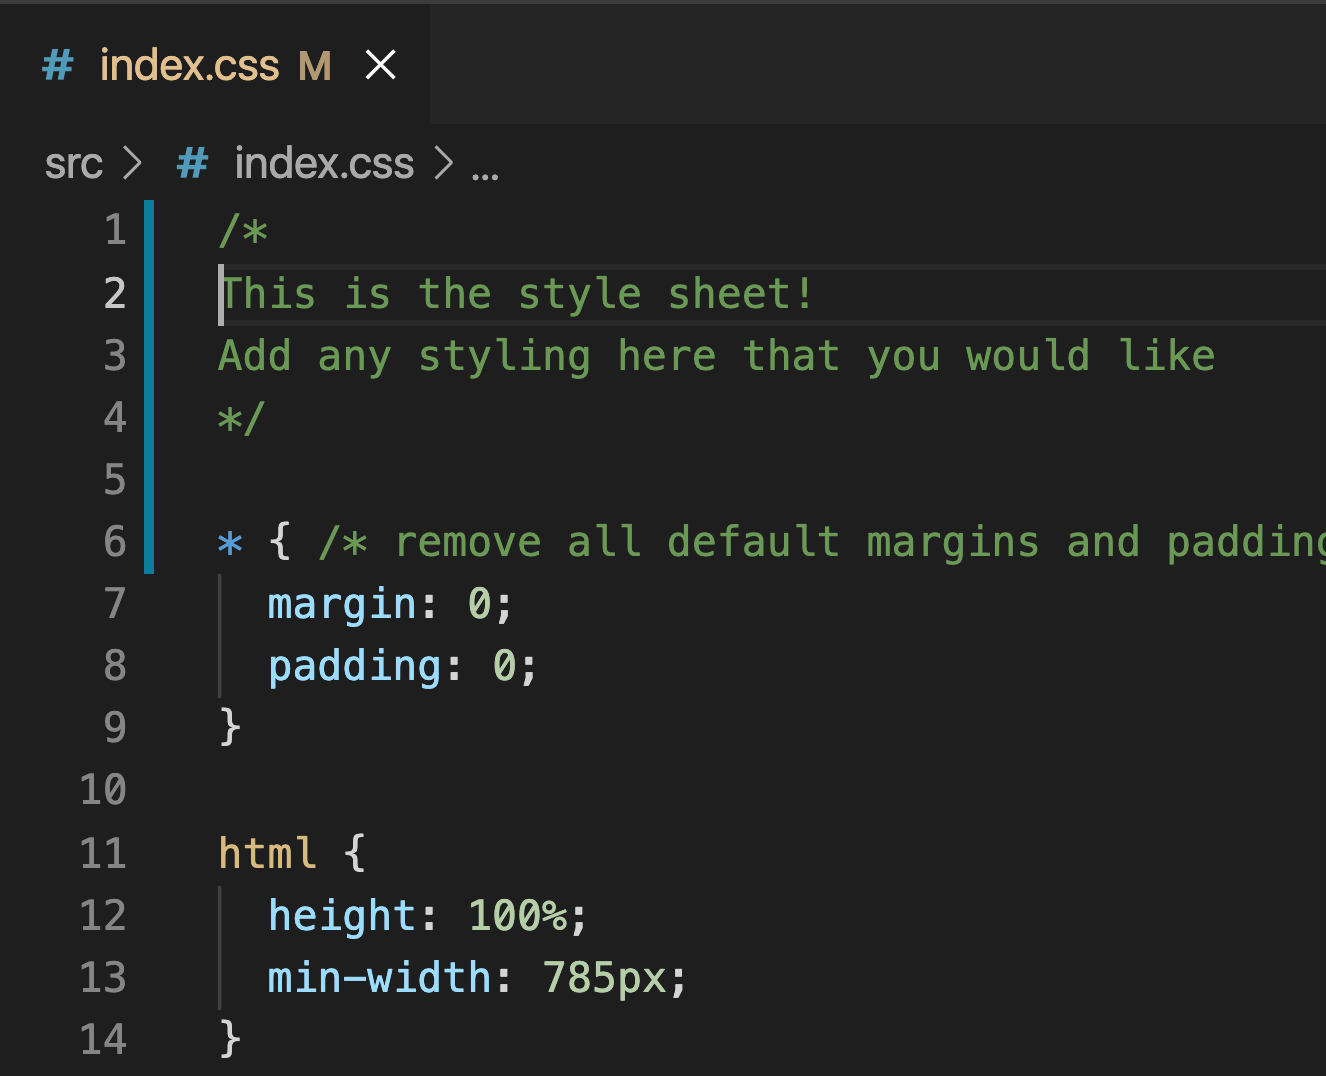 # index.css M
src > # index.css > ...
1 /*
2 This is the style sheet!
3 Add any styling here that you would like
4 */
5
6 * { /* remove all default margins and padding
7 margin: 0;
8 padding: 0;
9 }
10
11 html {
12 height: 100%;
13 min-width: 785px;
14 }